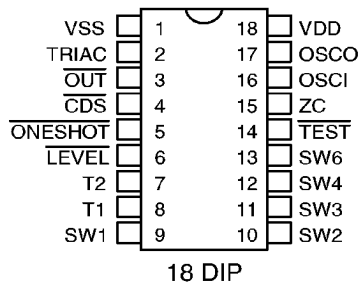 VSS 1 18 VDD
TRIAC 2 17 OSCO
OUT 3 16 OSCI
CDS 4 15 ZC
ONESHOT 5 14 TEST
LEVEL 6 13 SW6
T2 7 12 SW4
T1 8 11 SW3
SW1 9 10 SW2
18 DIP